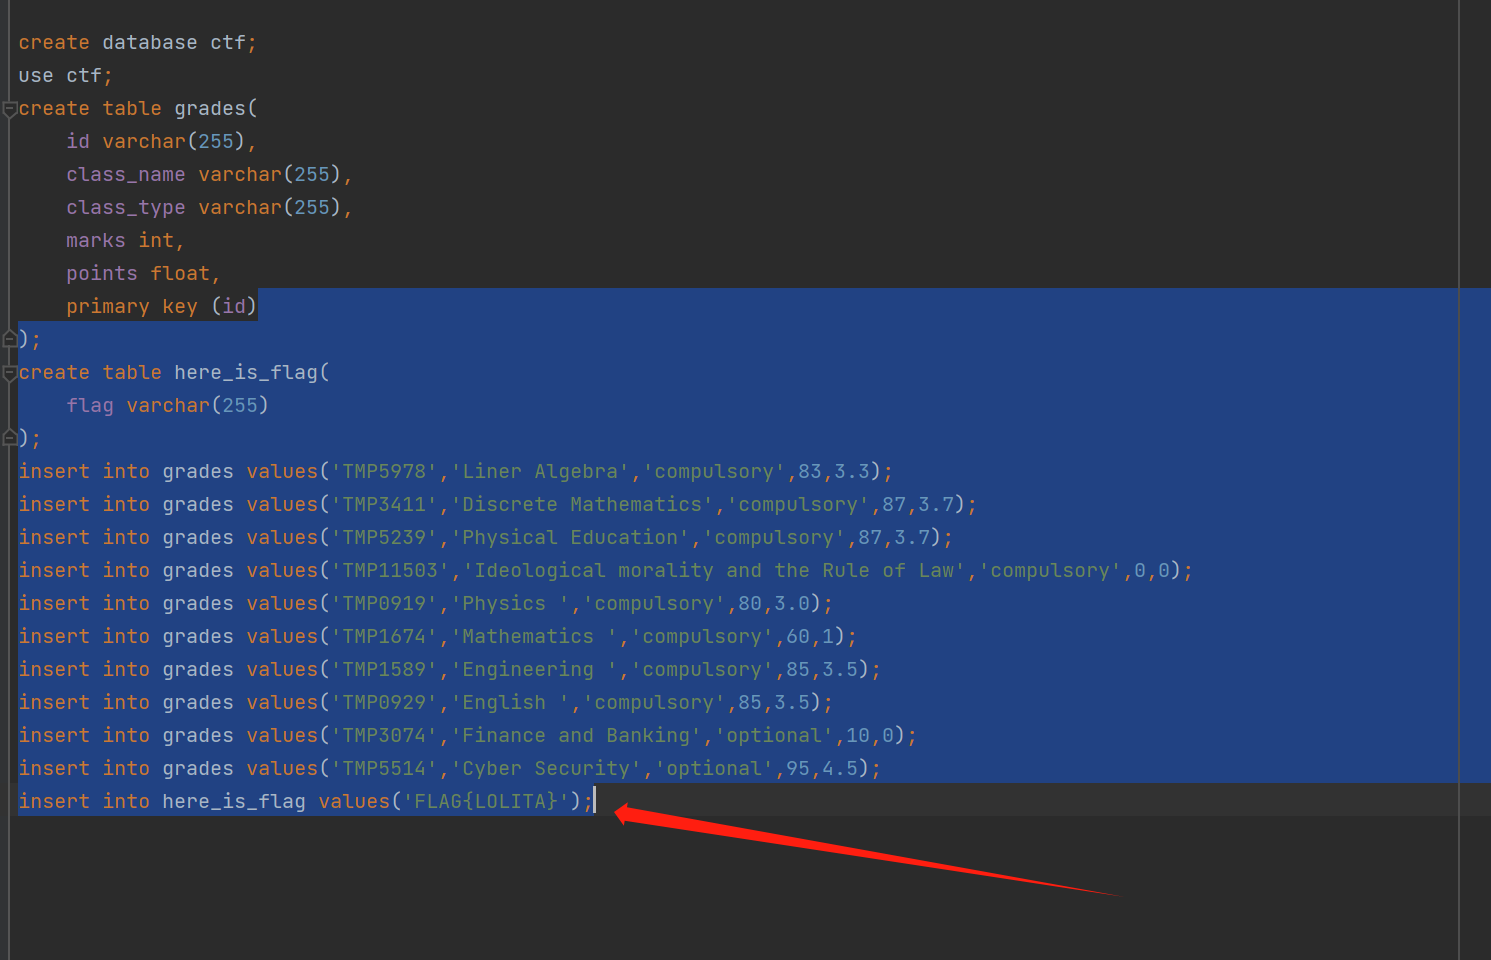 create database ctf;
use ctf;
create table grades(
    id varchar(255),
    class_name varchar(255),
    class_type varchar(255),
    marks int,
    points float,
    primary key (id)
);
create table here_is_flag(
    flag varchar(255)
);
insert into grades values('TMP5978','Liner Algebra','compulsory',83,3.3);
insert into grades values('TMP3411','Discrete Mathematics','compulsory',87,3.7);
insert into grades values('TMP5239','Physical Education','compulsory',87,3.7);
insert into grades values('TMP11503','Ideological morality and the Rule of Law','compulsory',0,0);
insert into grades values('TMP0919','Physics ','compulsory',80,3.0);
insert into grades values('TMP1674','Mathematics ','compulsory',60,1);
insert into grades values('TMP1589','Engineering ','compulsory',85,3.5);
insert into grades values('TMP0929','English ','compulsory',85,3.5);
insert into grades values('TMP3074','Finance and Banking','optional',10,0);
insert into grades values('TMP5514','Cyber Security','optional',95,4.5);
insert into here_is_flag values('FLAG{LOLITA}');